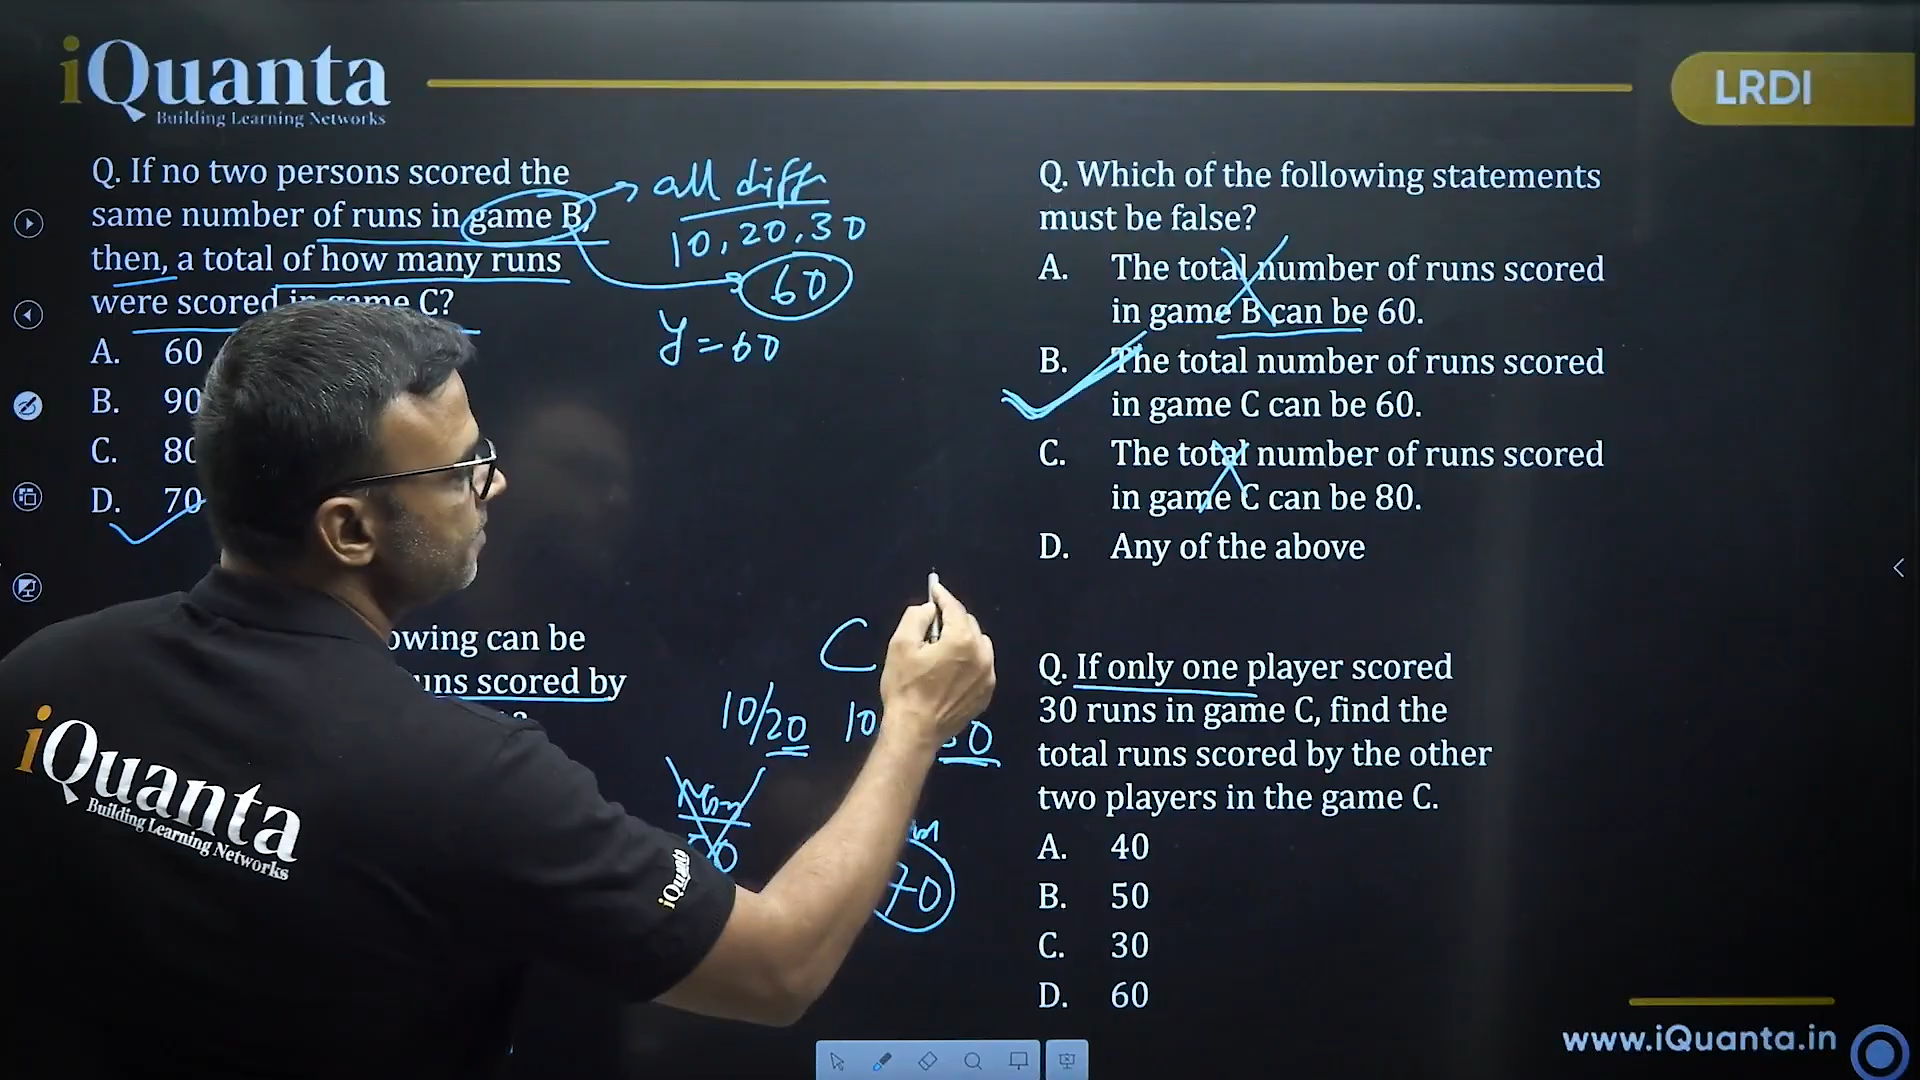 iQuanta
Building Learning Networks
LRDI
Q. If no two persons scored the
same number of runs in game B,
then, a total of how many runs
were scored in game C?
A. 60
B. 90
C. 80
D. 70
all diff
10, 20, 30
60
y = 60
owing can be
uns scored by
C
10/20
10
30
70
Q. Which of the following statements
must be false?
A. The total number of runs scored
in game B can be 60.
B. The total number of runs scored
in game C can be 60.
C. The total number of runs scored
in game C can be 80.
D. Any of the above
Q. If only one player scored
30 runs in game C, find the
total runs scored by the other
two players in the game C.
A. 40
B. 50
C. 30
D. 60
iQuanta
Building Learning Networks
iQuanta
www.iQuanta.in